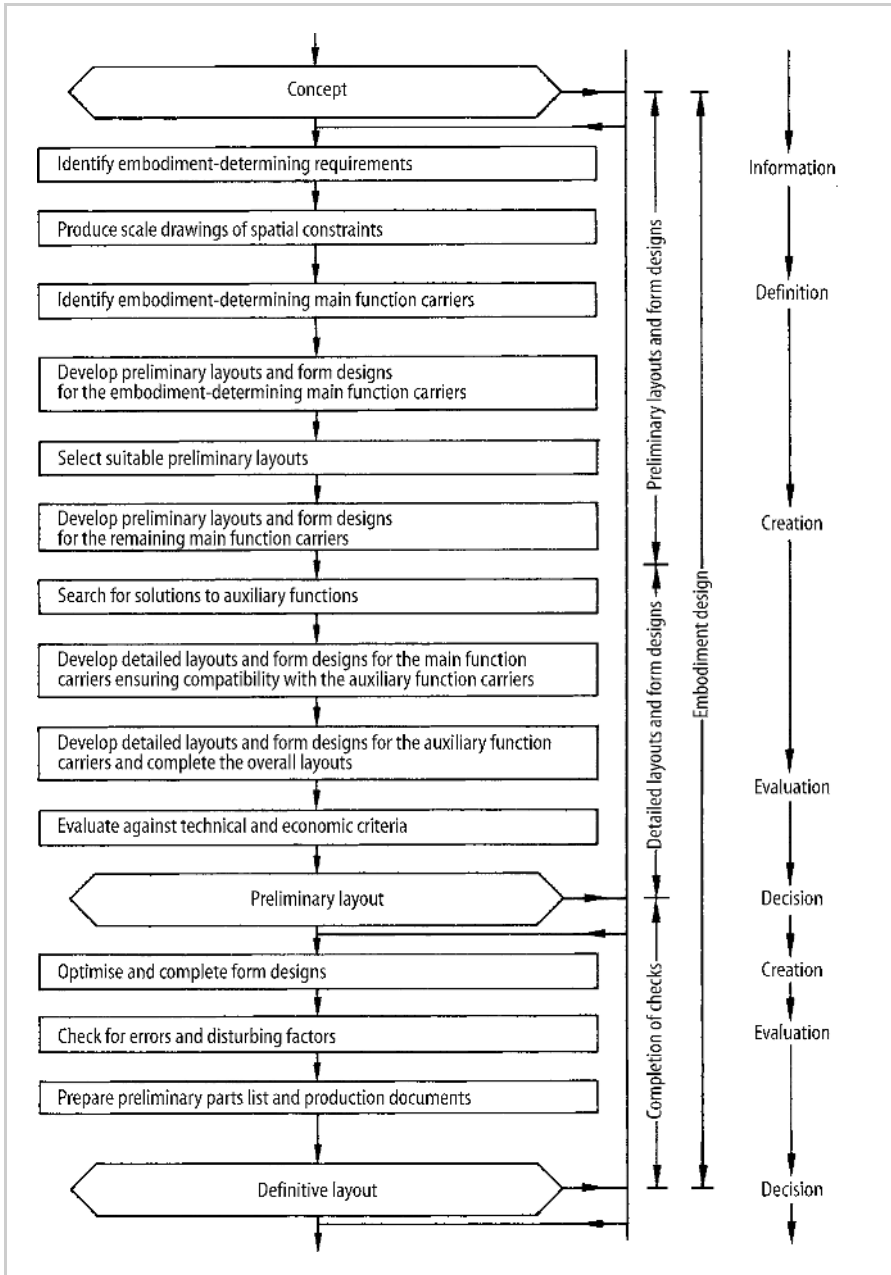 Concept
Identify embodiment-determining requirements
Produce scale drawings of spatial constraints
Identify embodiment-determining main function carriers
Develop preliminary layouts and form designs
for the embodiment-determining main function carriers
Select suitable preliminary layouts
Develop preliminary layouts and form designs
for the remaining main function carriers
Search for solutions to auxiliary functions
Develop detailed layouts and form designs for the main function
carriers ensuring compatibility with the auxiliary function carriers
Develop detailed layouts and form designs for the auxiliary function
carriers and complete the overall layouts
Evaluate against technical and economic criteria
Preliminary layout
Optimise and complete form designs
Check for errors and disturbing factors
Prepare preliminary parts list and production documents
Definitive layout
Preliminary layouts and form designs
Detailed layouts and form designs
Completion of checks
Embodiment design
Information
Definition
Creation
Evaluation
Decision
Creation
Evaluation
Decision